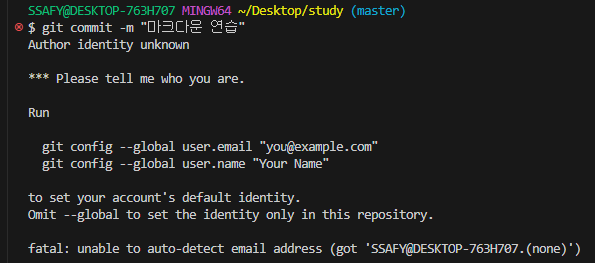 SSAFY@DESKTOP-763H707 MINGW64 ~/Desktop/study (master)
$ git commit -m "마크다운 연습"
Author identity unknown

*** Please tell me who you are.

Run

  git config --global user.email "you@example.com"
  git config --global user.name "Your Name"

to set your account's default identity.
Omit --global to set the identity only in this repository.

fatal: unable to auto-detect email address (got 'SSAFY@DESKTOP-763H707.(none)')